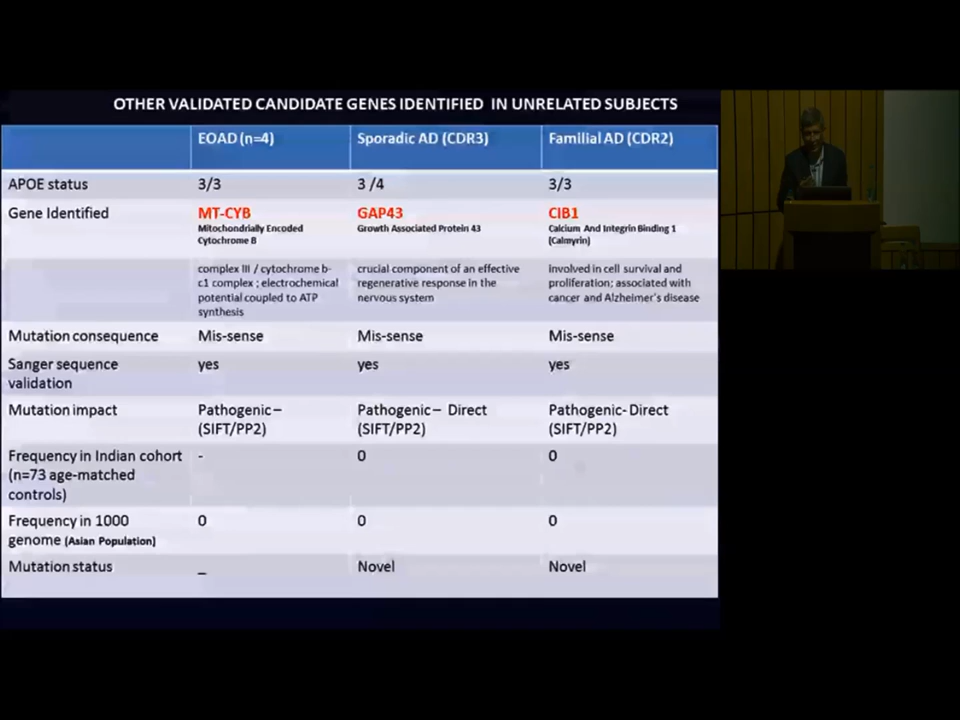 OTHER VALIDATED CANDIDATE GENES IDENTIFIED IN UNRELATED SUBJECTS
EOAD (n=4) Sporadic AD (CDR3) Familial AD (CDR2)
APOE status 3/3 3 /4 3/3
Gene Identified MT-CYB GAP43 CIB1
Mitochondrially Encoded Growth Associated Protein 43 Calcium And Integrin Binding 1
Cytochrome B (Calmyrin)
complex III / cytochrome b- crucial component of an effective Involved in cell survival and
c1 complex ; electrochemical regenerative response in the proliferation; associated with
potential coupled to ATP nervous system cancer and Alzheimer's disease
synthesis
Mutation consequence Mis-sense Mis-sense Mis-sense
Sanger sequence yes yes yes
validation
Mutation impact Pathogenic – Pathogenic – Direct Pathogenic- Direct
(SIFT/PP2) (SIFT/PP2) (SIFT/PP2)
Frequency in Indian cohort - 0 0
(n=73 age-matched
controls)
Frequency in 1000 0 0 0
genome (Asian Population)
Mutation status _ Novel Novel